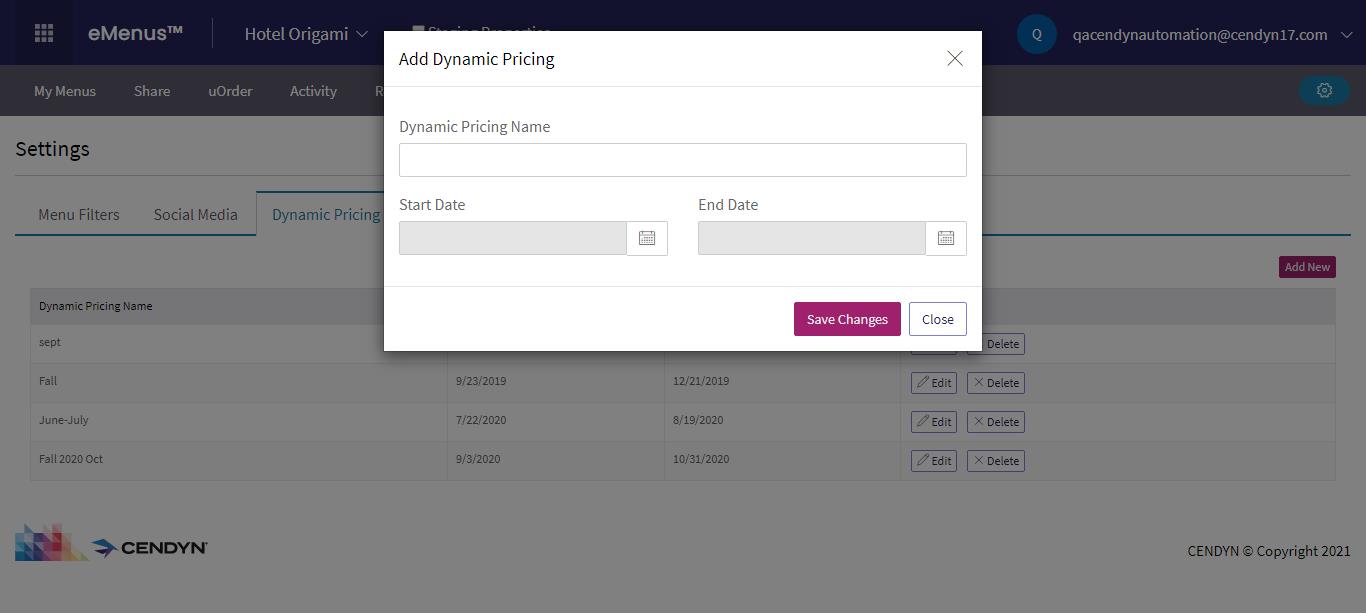 eMenus™ Hotel Origami Staging Properties Q qacendynautomation@cendyn17.com
Add Dynamic Pricing
My Menus Share uOrder Activity
Dynamic Pricing Name
Settings
Start Date End Date
Menu Filters Social Media Dynamic Pricing
Add New
Dynamic Pricing Name
Save Changes Close
sept Delete
Fall 9/23/2019 12/21/2019 Edit Delete
June-July 7/22/2020 8/19/2020 Edit Delete
Fall 2020 Oct 9/3/2020 10/31/2020 Edit Delete
CENDYN
CENDYN © Copyright 2021